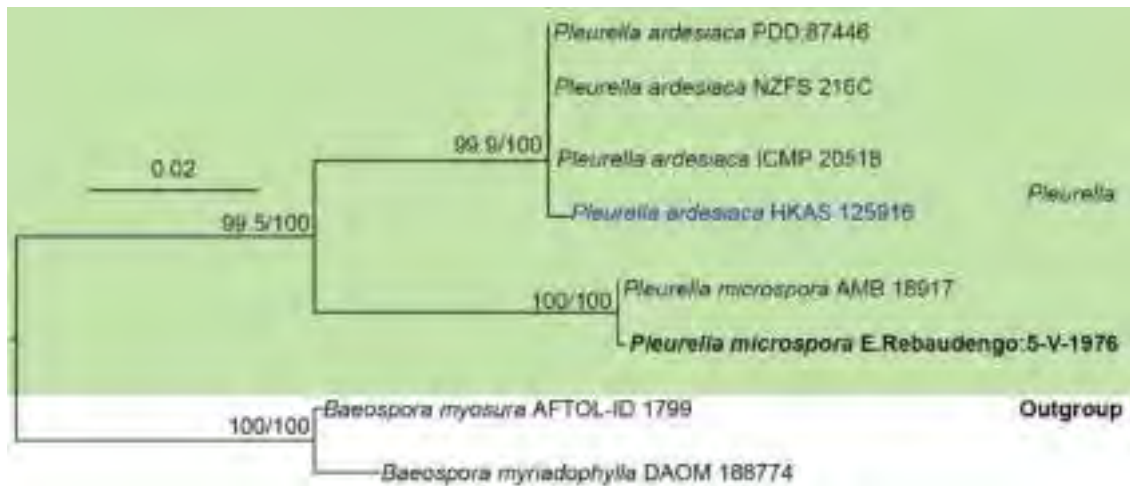 Pleurella ardesiaca PDD:87446
Pleurella ardesiaca NZFS 216C
99.9/100
Pleurella ardesiaca ICMP 20518
0.02
Pleurella
Pleurella ardesiaca HKAS 125916
99.5/100
Pleurella microspora AMB 18917
100/100
Pleurella microspora E.Rebaudengo:5-V-1976
Baeospora myosura AFTOL-ID 1799
Outgroup
100/100
Baeospora myriadophylla DAOM 188774